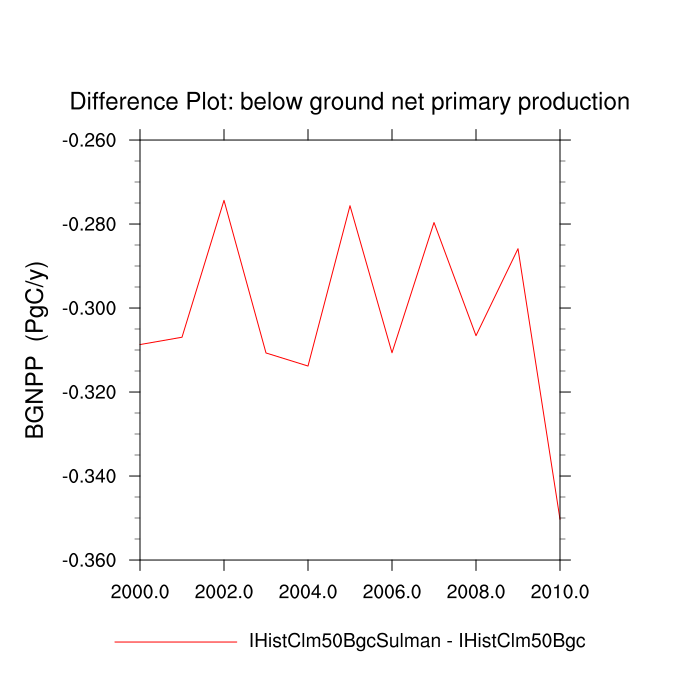 Difference Plot: below ground net primary production
-0.260
-0.280
-0.300
-0.320
-0.340
-0.360
BGNPP (PgC/y)
2000.0 2002.0 2004.0 2006.0 2008.0 2010.0
IHistClm50BgcSulman - IHistClm50Bgc